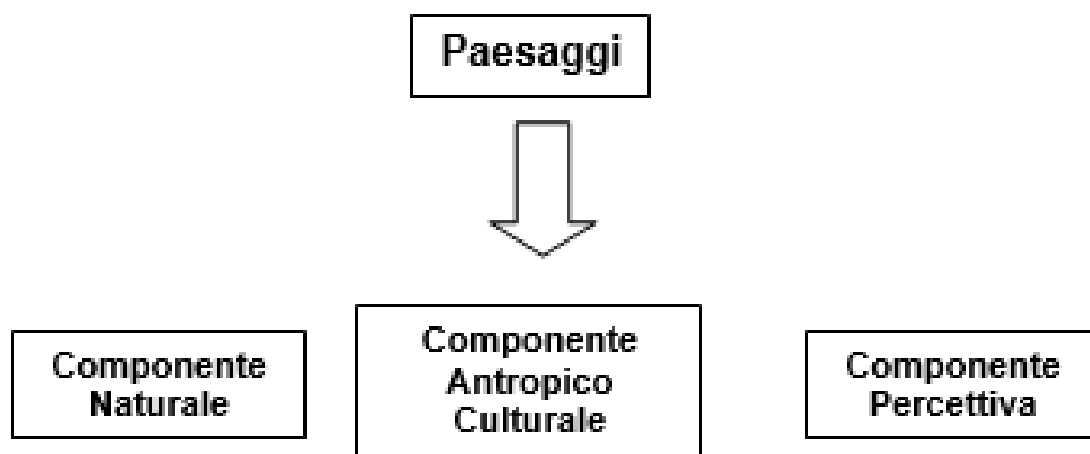 Paesaggi
Componente
Naturale
Componente
Antropico
Culturale
Componente
Percettiva